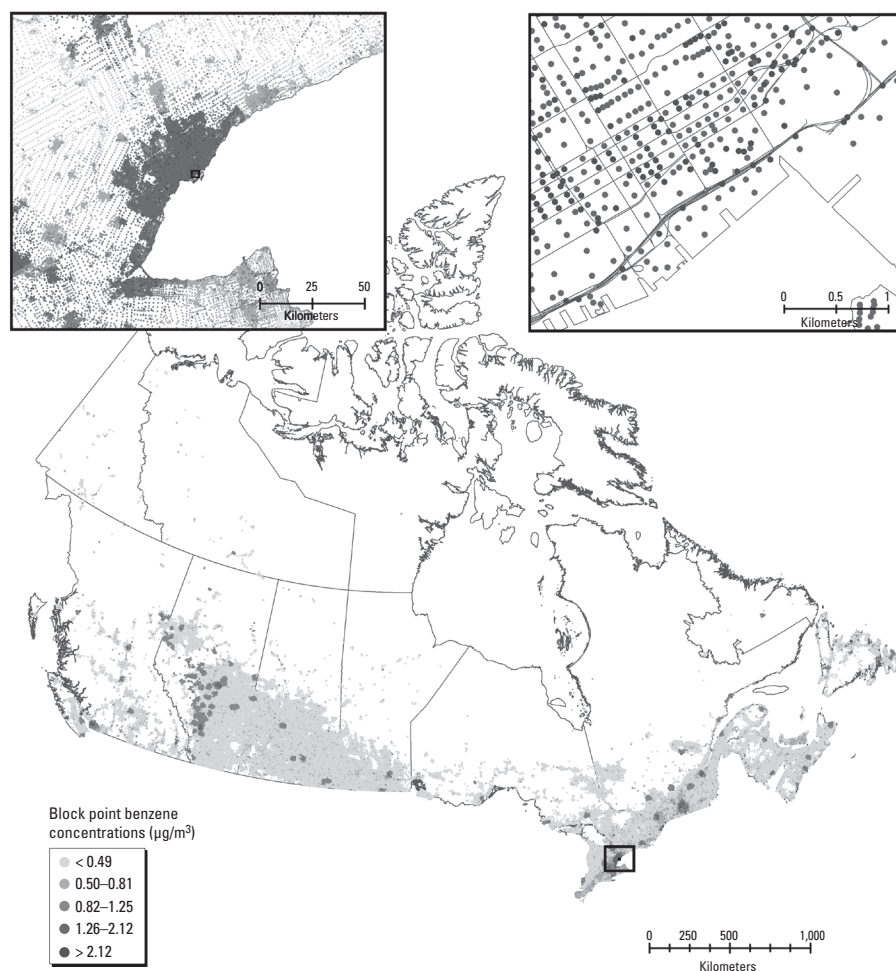 0 25 50
Kilometers
0 0.5 1
Kilometers
Block point benzene
concentrations (µg/m³)
< 0.49
0.50–0.81
0.82–1.25
1.26–2.12
> 2.12
0 250 500 1,000
Kilometers